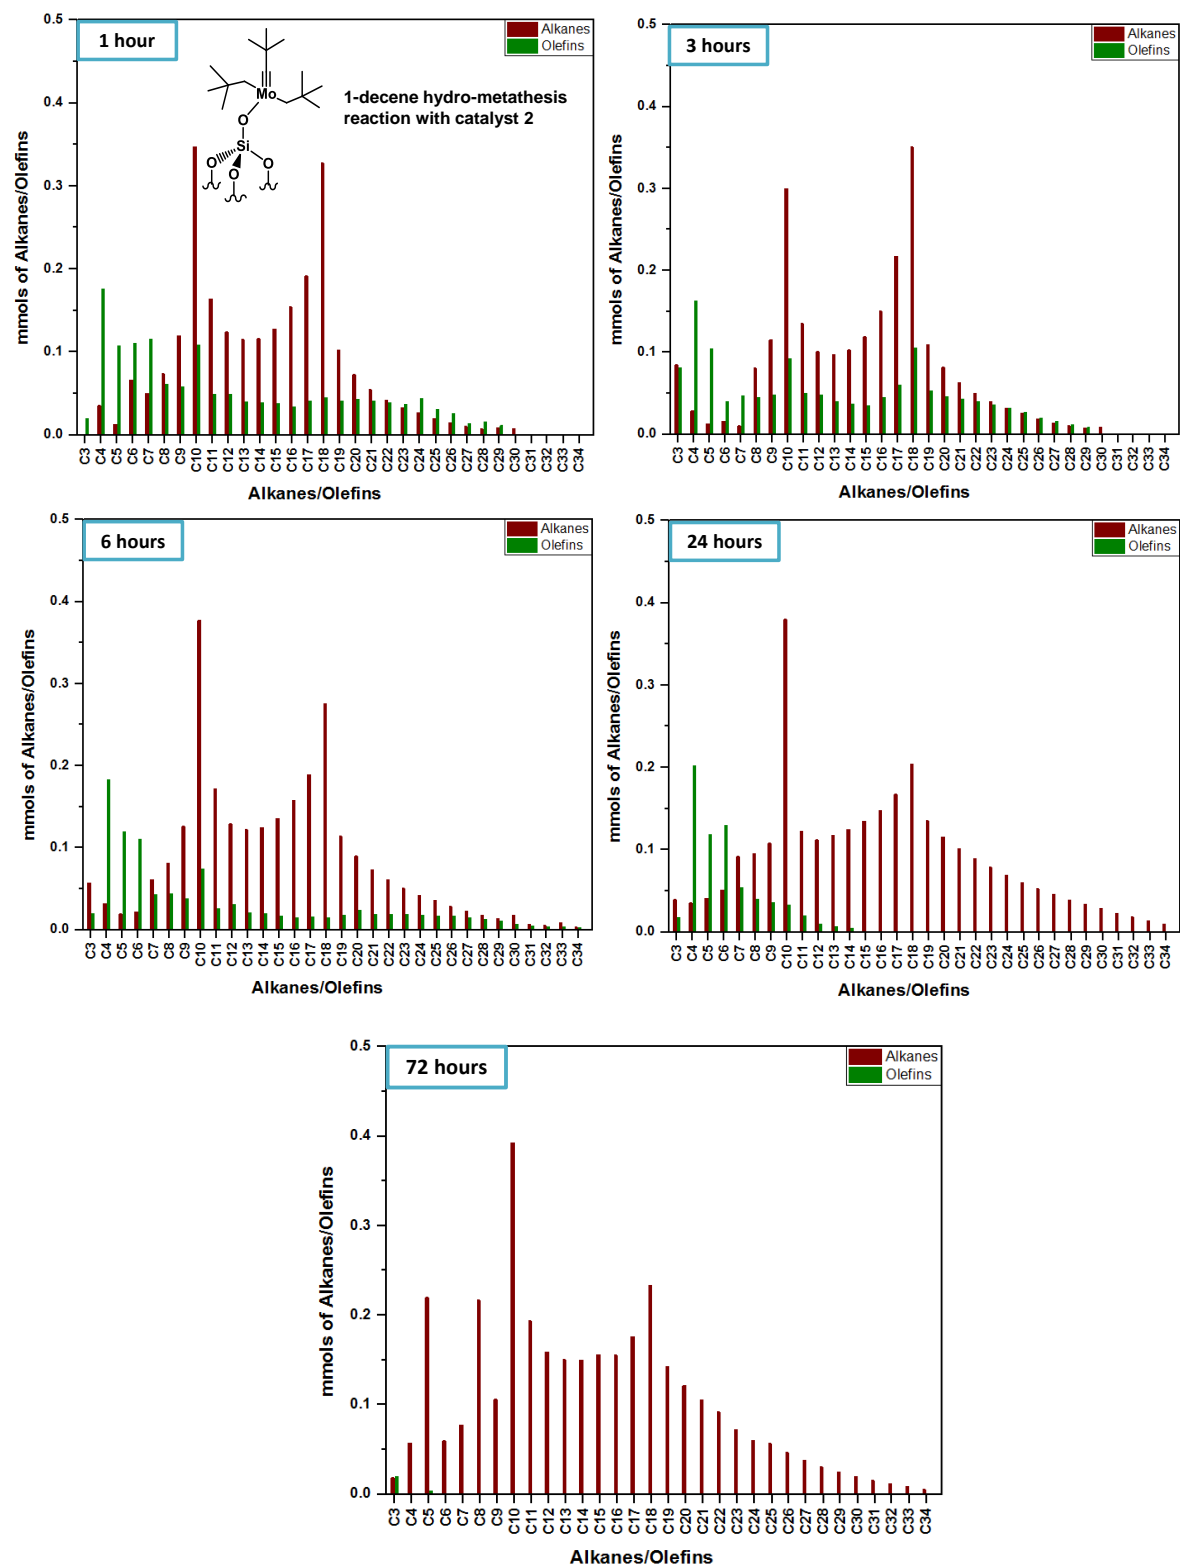 1 hour
Alkanes
Olefins
1-decene hydro-metathesis
reaction with catalyst 2
Mo
O
Si
O
O
O
mmols of Alkanes/Olefins
0.5
0.4
0.3
0.2
0.1
0.0
C3 C4 C5 C6 C7 C8 C9 C10 C11 C12 C13 C14 C15 C16 C17 C18 C19 C20 C21 C22 C23 C24 C25 C26 C27 C28 C29 C30 C31 C32 C33 C34
Alkanes/Olefins
3 hours
Alkanes
Olefins
mmols of Alkanes/Olefins
0.5
0.4
0.3
0.2
0.1
0.0
C3 C4 C5 C6 C7 C8 C9 C10 C11 C12 C13 C14 C15 C16 C17 C18 C19 C20 C21 C22 C23 C24 C25 C26 C27 C28 C29 C30 C31 C32 C33 C34
Alkanes/Olefins
6 hours
Alkanes
Olefins
mmols of Alkanes/Olefins
0.5
0.4
0.3
0.2
0.1
0.0
C3 C4 C5 C6 C7 C8 C9 C10 C11 C12 C13 C14 C15 C16 C17 C18 C19 C20 C21 C22 C23 C24 C25 C26 C27 C28 C29 C30 C31 C32 C33 C34
Alkanes/Olefins
24 hours
Alkanes
Olefins
mmols of Alkanes/Olefins
0.5
0.4
0.3
0.2
0.1
0.0
C3 C4 C5 C6 C7 C8 C9 C10 C11 C12 C13 C14 C15 C16 C17 C18 C19 C20 C21 C22 C23 C24 C25 C26 C27 C28 C29 C30 C31 C32 C33 C34
Alkanes/Olefins
72 hours
Alkanes
Olefins
mmols of Alkanes/Olefins
0.5
0.4
0.3
0.2
0.1
0.0
C3 C4 C5 C6 C7 C8 C9 C10 C11 C12 C13 C14 C15 C16 C17 C18 C19 C20 C21 C22 C23 C24 C25 C26 C27 C28 C29 C30 C31 C32 C33 C34
Alkanes/Olefins